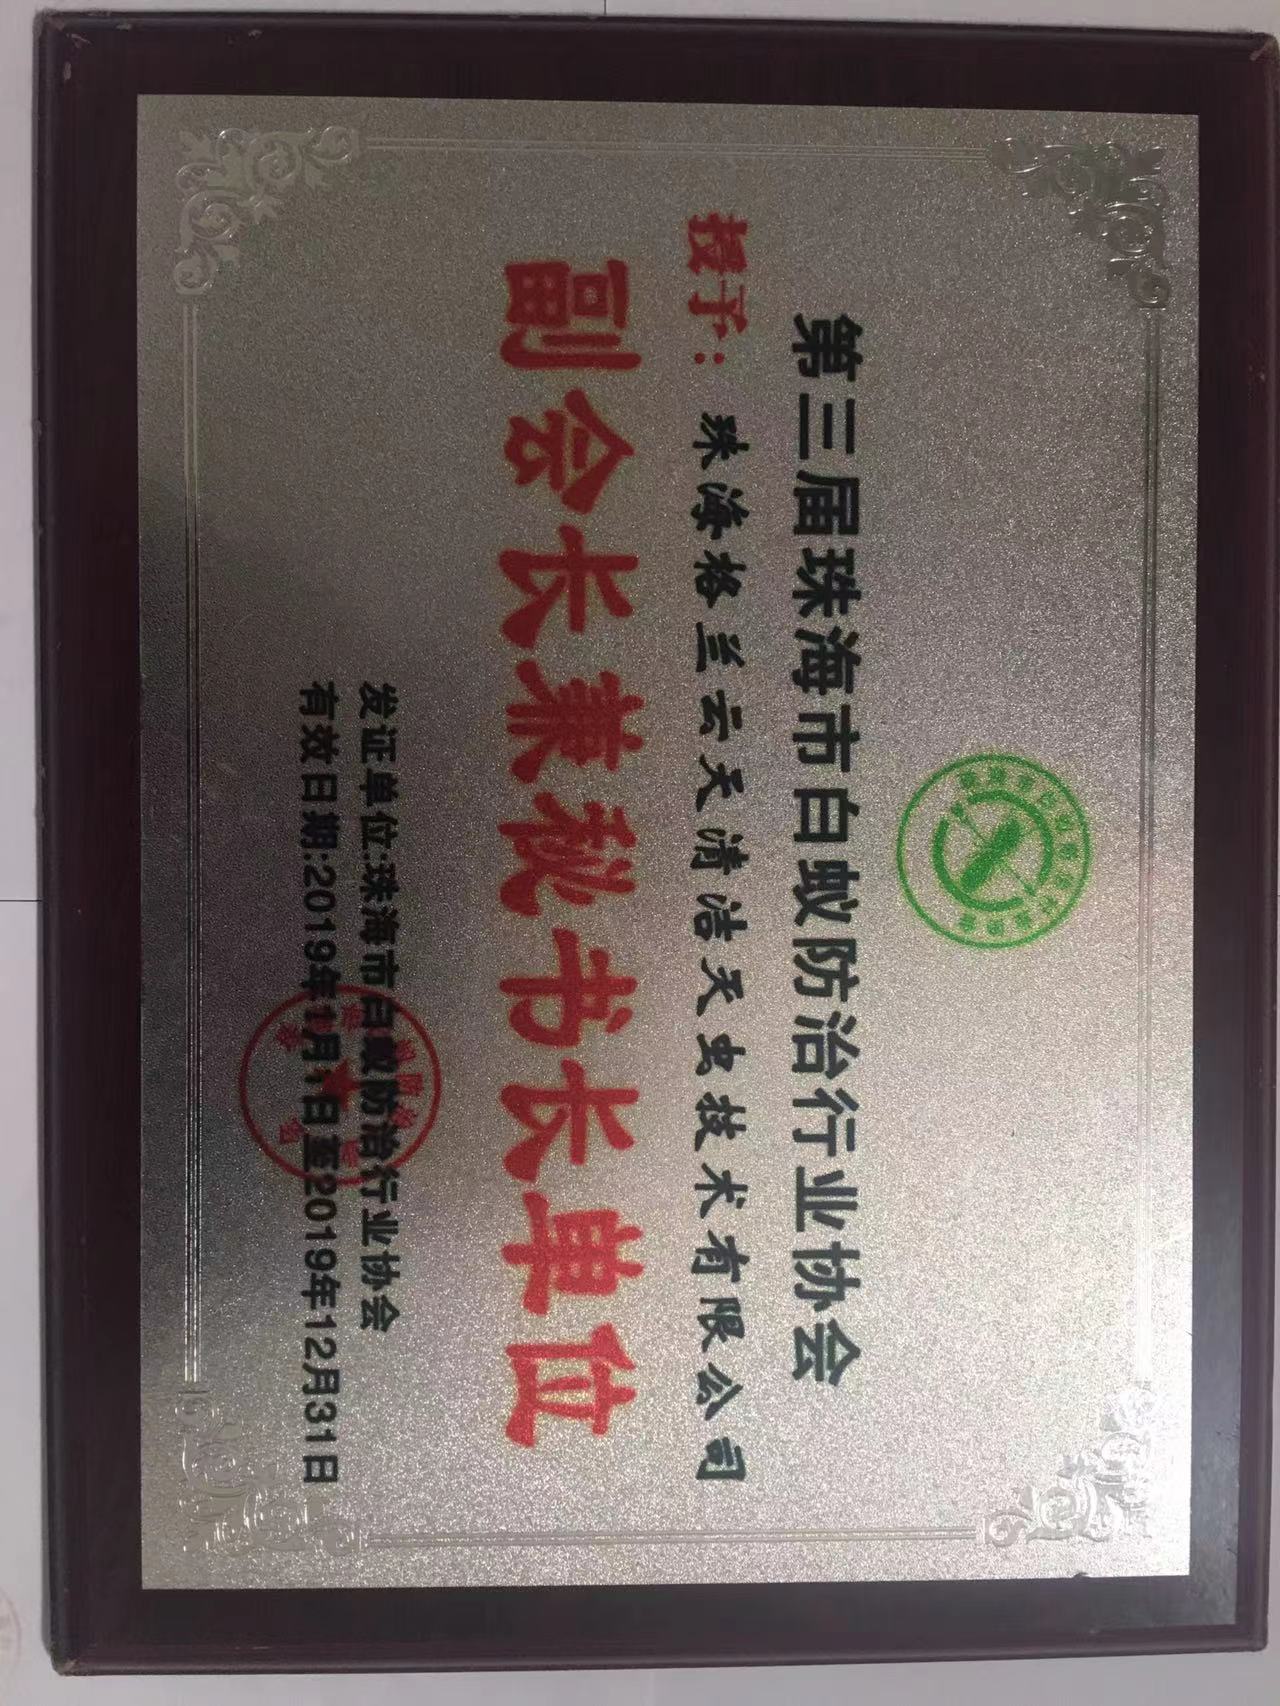 第三届珠海市白蚁防治行业协会
授予：珠海格兰云天清洁天虫技术有限公司
副会长兼秘书长单位
发证单位:珠海市白蚁防治行业协会
有效日期:2019年1月1日至2019年12月31日